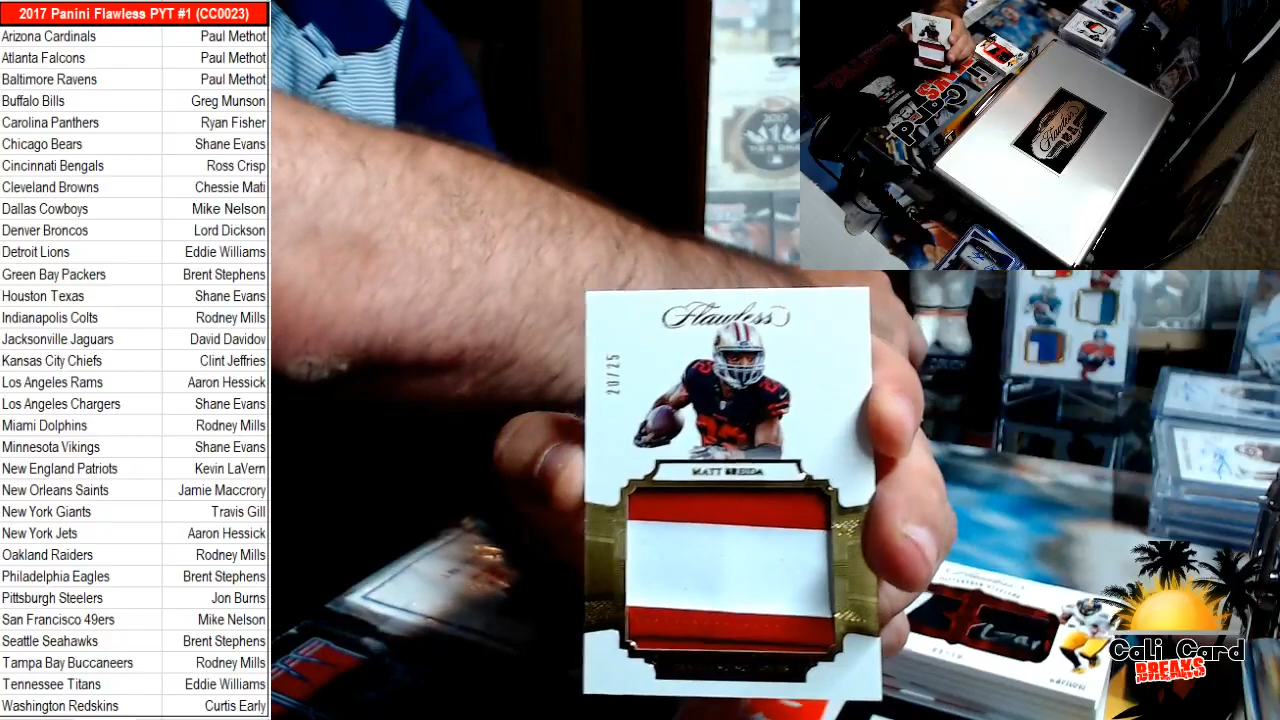 2017 Panini Flawless PYT #1 (CC0023)
Arizona Cardinals Paul Methot
Atlanta Falcons Paul Methot
Baltimore Ravens Paul Methot
Buffalo Bills Greg Munson
Carolina Panthers Ryan Fisher
Chicago Bears Shane Evans
Cincinnati Bengals Ross Crisp
Cleveland Browns Chessie Mati
Dallas Cowboys Mike Nelson
Denver Broncos Lord Dickson
Detroit Lions Eddie Williams
Green Bay Packers Brent Stephens
Houston Texas Shane Evans
Indianapolis Colts Rodney Mills
Jacksonville Jaguars David Davidov
Kansas City Chiefs Clint Jeffries
Los Angeles Rams Aaron Hessick
Los Angeles Chargers Shane Evans
Miami Dolphins Rodney Mills
Minnesota Vikings Shane Evans
New England Patriots Kevin LaVern
New Orleans Saints Jamie Maccrory
New York Giants Travis Gill
New York Jets Aaron Hessick
Oakland Raiders Rodney Mills
Philadelphia Eagles Brent Stephens
Pittsburgh Steelers Jon Burns
San Francisco 49ers Mike Nelson
Seattle Seahawks Brent Stephens
Tampa Bay Buccaneers Rodney Mills
Tennessee Titans Eddie Williams
Washington Redskins Curtis Early
Flawless
20/25
MATT BREIDA
Flawless
2017
Cali Card
BREAKS